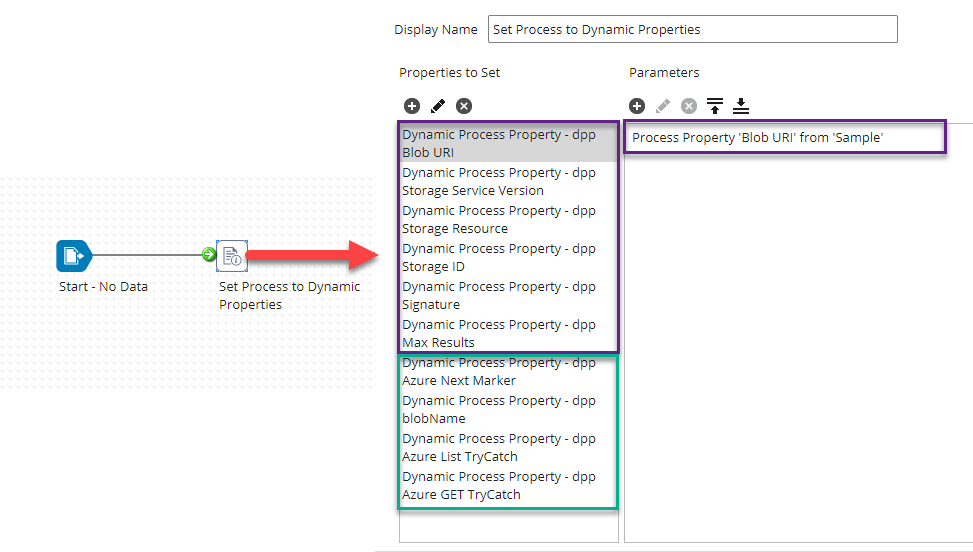 Display Name
Set Process to Dynamic Properties
Properties to Set
Parameters
Dynamic Process Property - dpp
Blob URI
Process Property 'Blob URI' from 'Sample'
Dynamic Process Property - dpp
Storage Service Version
Dynamic Process Property - dpp
Storage Resource
Dynamic Process Property - dpp
Storage ID
Dynamic Process Property - dpp
Signature
Dynamic Process Property - dpp
Max Results
Dynamic Process Property - dpp
Azure Next Marker
Dynamic Process Property - dpp
blobName
Dynamic Process Property - dpp
Azure List TryCatch
Dynamic Process Property - dpp
Azure GET TryCatch
Start - No Data
Set Process to Dynamic
Properties